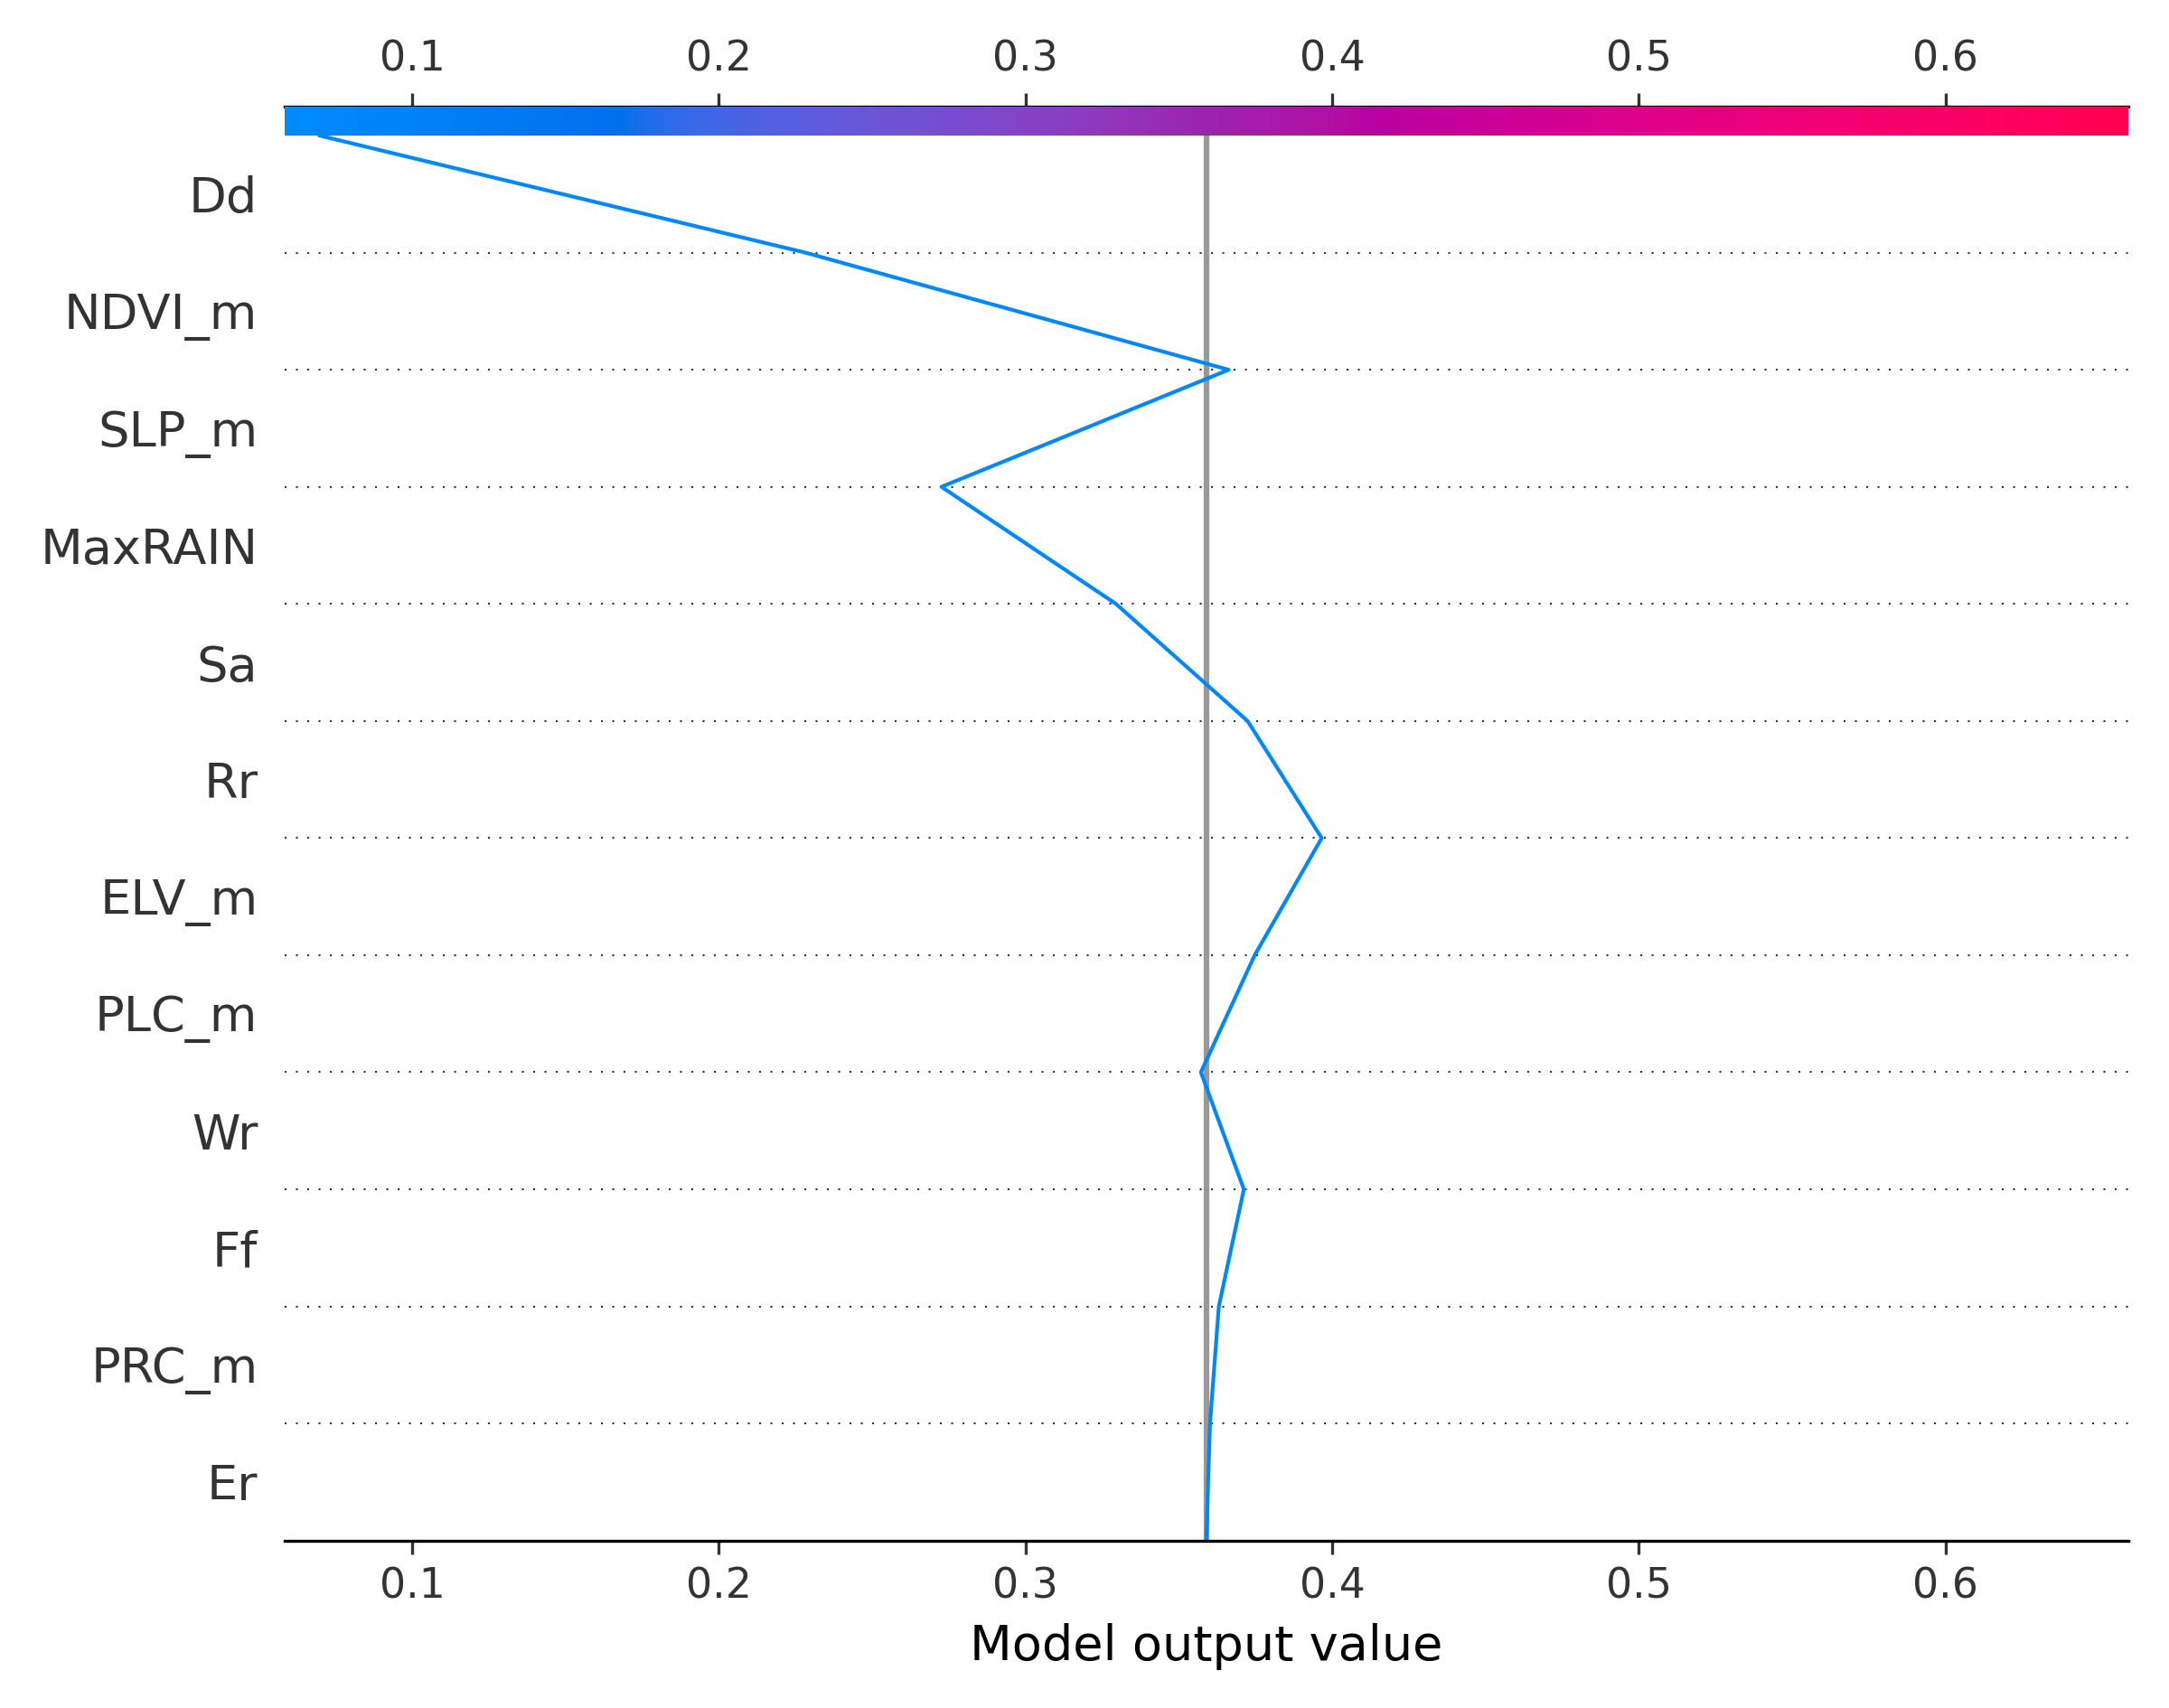 0.1 0.2 0.3 0.4 0.5 0.6
Dd
NDVI_m
SLP_m
MaxRAIN
Sa
Rr
ELV_m
PLC_m
Wr
Ff
PRC_m
Er
0.1 0.2 0.3 0.4 0.5 0.6
Model output value